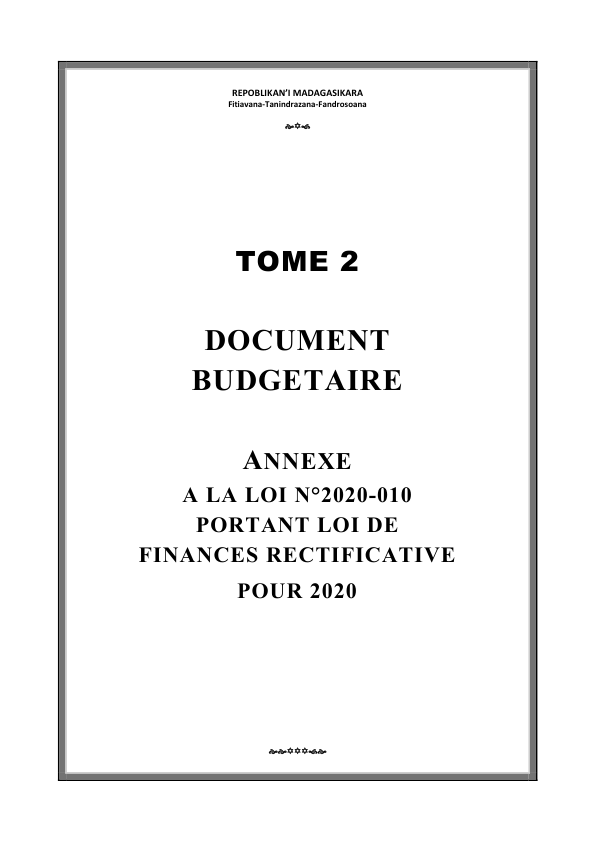 REPOBLIKAN'I MADAGASIKARA
Fitiavana-Tanindrazana-Fandrosoana
TOME 2
DOCUMENT
BUDGETAIRE
ANNEXE
A LA LOI N°2020-010
PORTANT LOI DE
FINANCES RECTIFICATIVE
POUR 2020